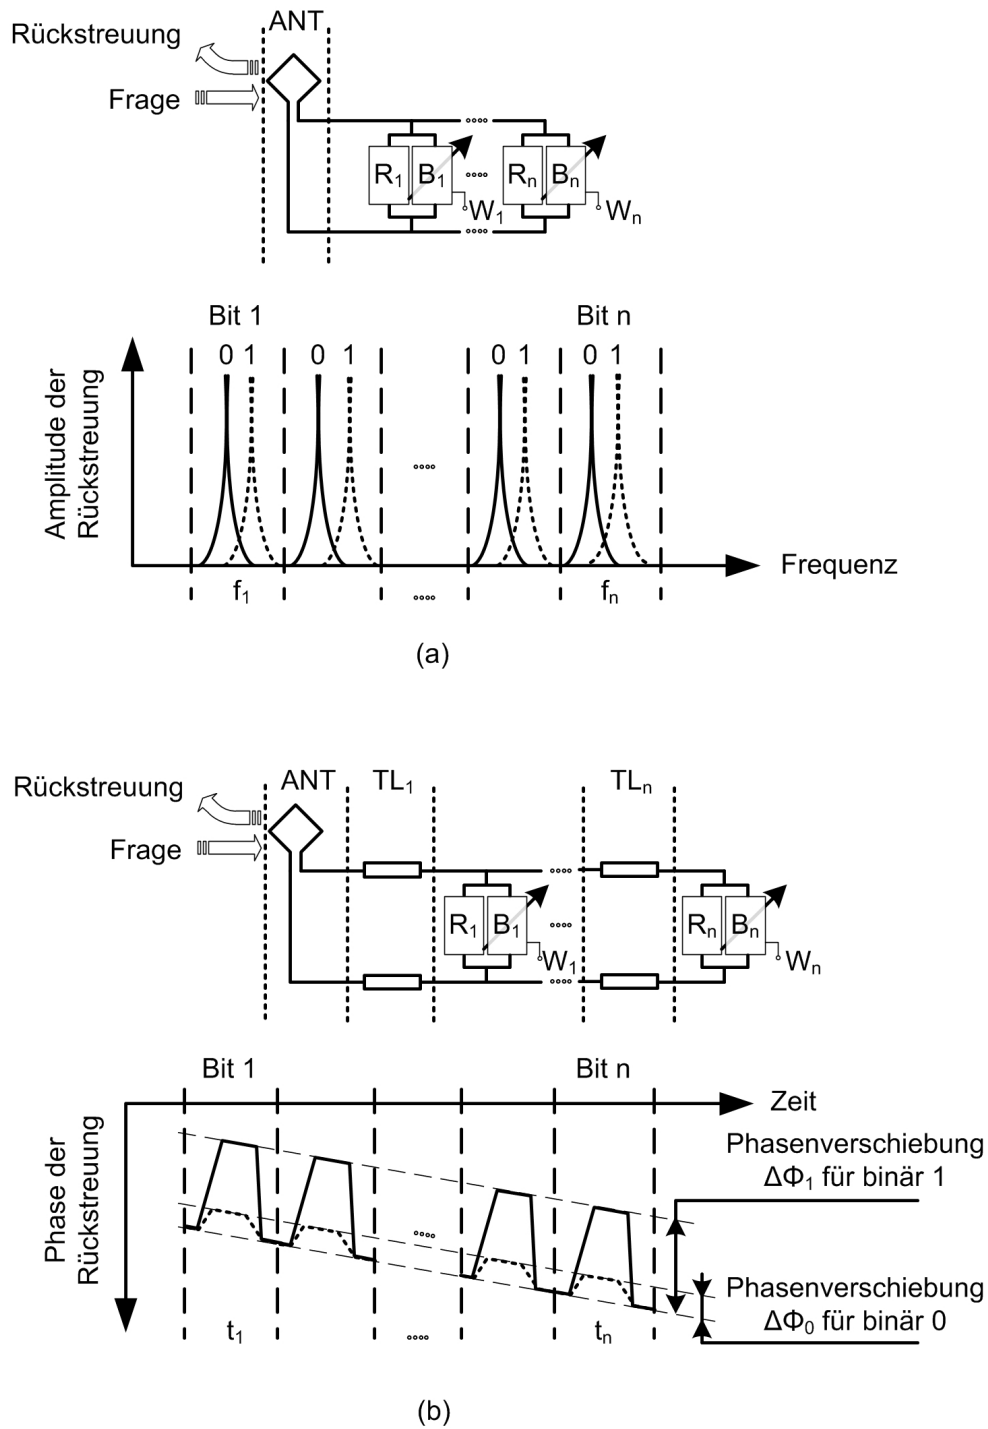 ANT
Rückstreuung
Frage
R1 B1 Rn Bn
W1 Wn
Bit 1 Bit n
0 1 0 1 0 1 0 1
Amplitude der
Rückstreuung
Frequenz
f1 fn
(a)
ANT TL1 TLn
Rückstreuung
Frage
R1 B1 Rn Bn
W1 Wn
Bit 1 Bit n
Zeit
Phase der
Rückstreuung
Phasenverschiebung
ΔΦ1 für binär 1
Phasenverschiebung
ΔΦ0 für binär 0
t1 tn
(b)